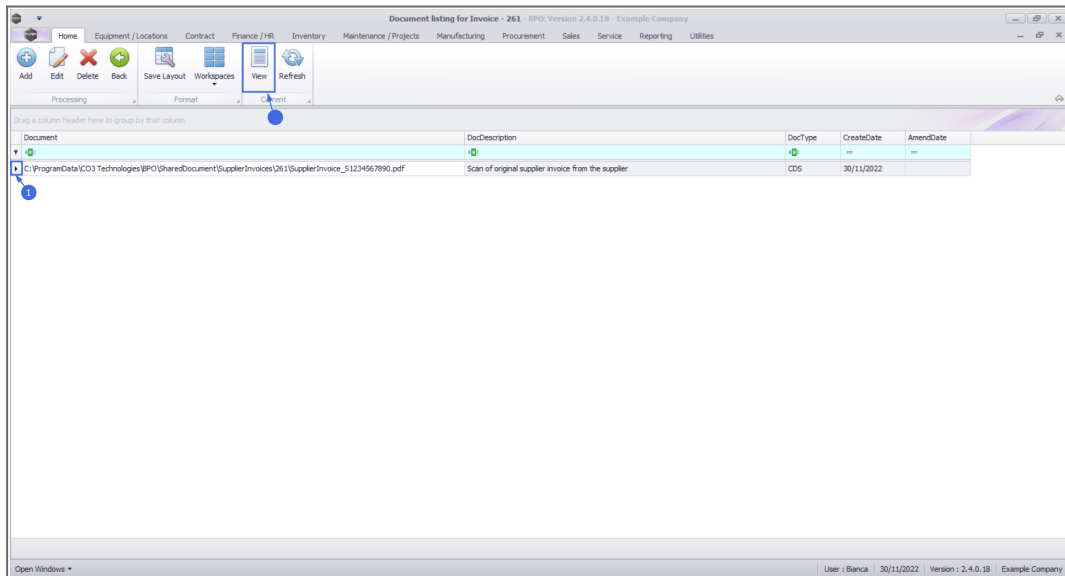 Document listing for Invoice - 261 - BPO: Version 2.4.0.18 - Example Company
Home Equipment / Locations Contract Finance / HR Inventory Maintenance / Projects Manufacturing Procurement Sales Service Reporting Utilities
Add Edit Delete Back Save Layout Workspaces View Refresh
Processing Format
Drag a column header here to group by that column
Document DocDescription DocType CreateDate AmendDate
C:\ProgramData\CO3 Technologies\BPO\SharedDocument\SupplierInvoices\261\SupplierInvoice_S1234567890.pdf Scan of original supplier invoice from the supplier CDS 30/11/2022
1
Open Windows User : Bianca 30/11/2022 Version : 2.4.0.18 Example Company